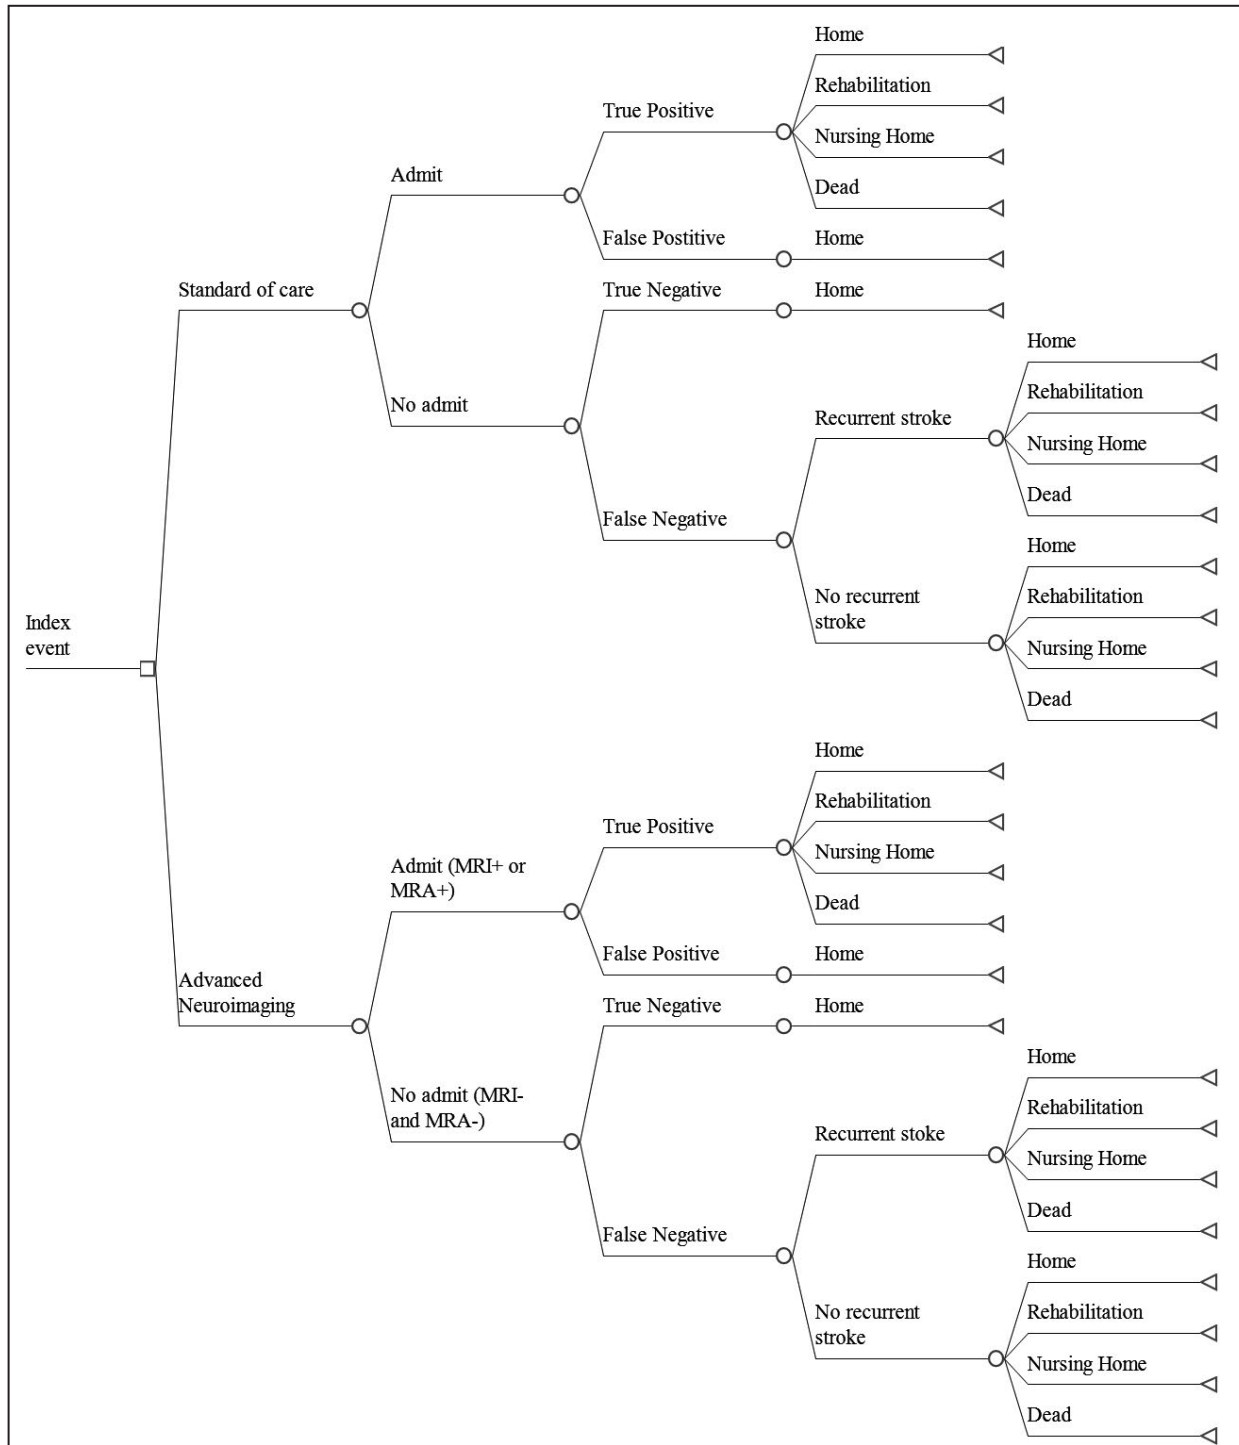 Home
Rehabilitation
True Positive
Nursing Home
Admit
Dead
False Postitive
Home
Standard of care
True Negative
Home
Home
Rehabilitation
No admit
Recurrent stroke
Nursing Home
Dead
False Negative
Home
No recurrent
stroke
Rehabilitation
Index
event
Nursing Home
Dead
Home
Rehabilitation
True Positive
Nursing Home
Admit (MRI+ or
MRA+)
Dead
False Positive
Home
Advanced
Neuroimaging
True Negative
Home
Home
No admit (MRI-
and MRA-)
Rehabilitation
Recurrent stoke
Nursing Home
Dead
False Negative
Home
No recurrent
stroke
Rehabilitation
Nursing Home
Dead